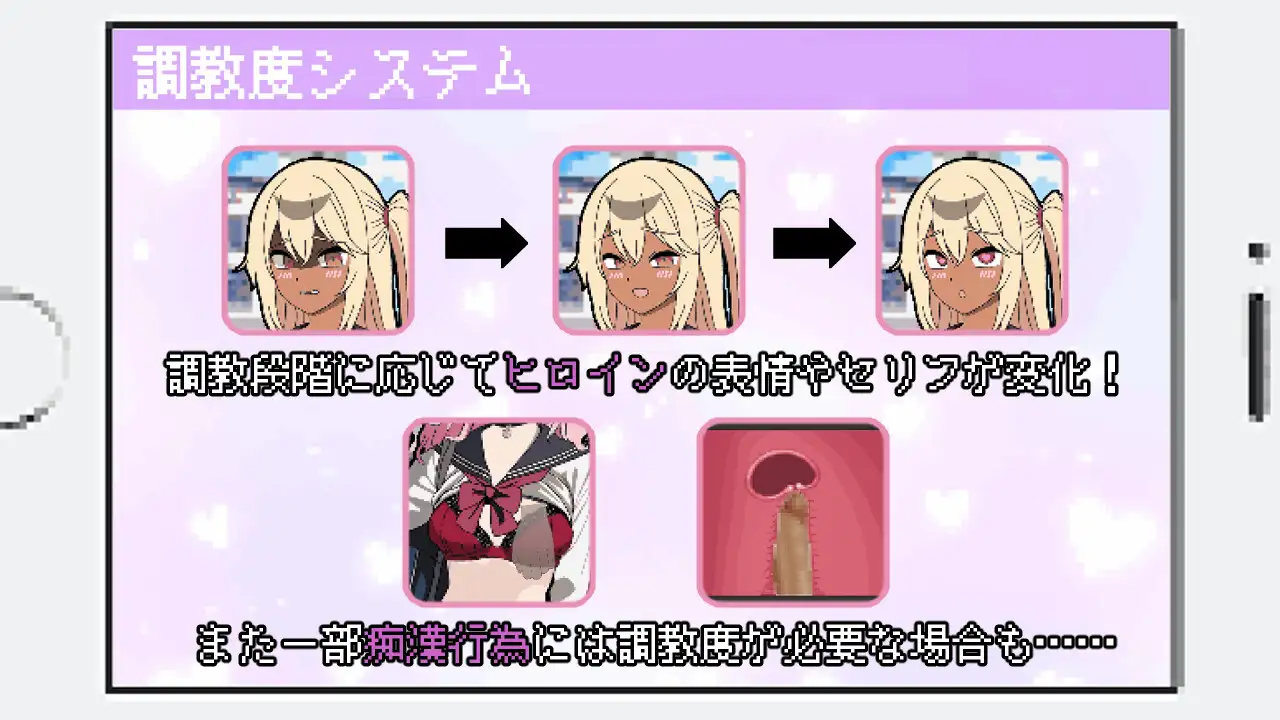 調教度システム
調教段階に応じてヒロインの表情やセリフが変化！
また一部痴漢行為には調教度が必要な場合も……